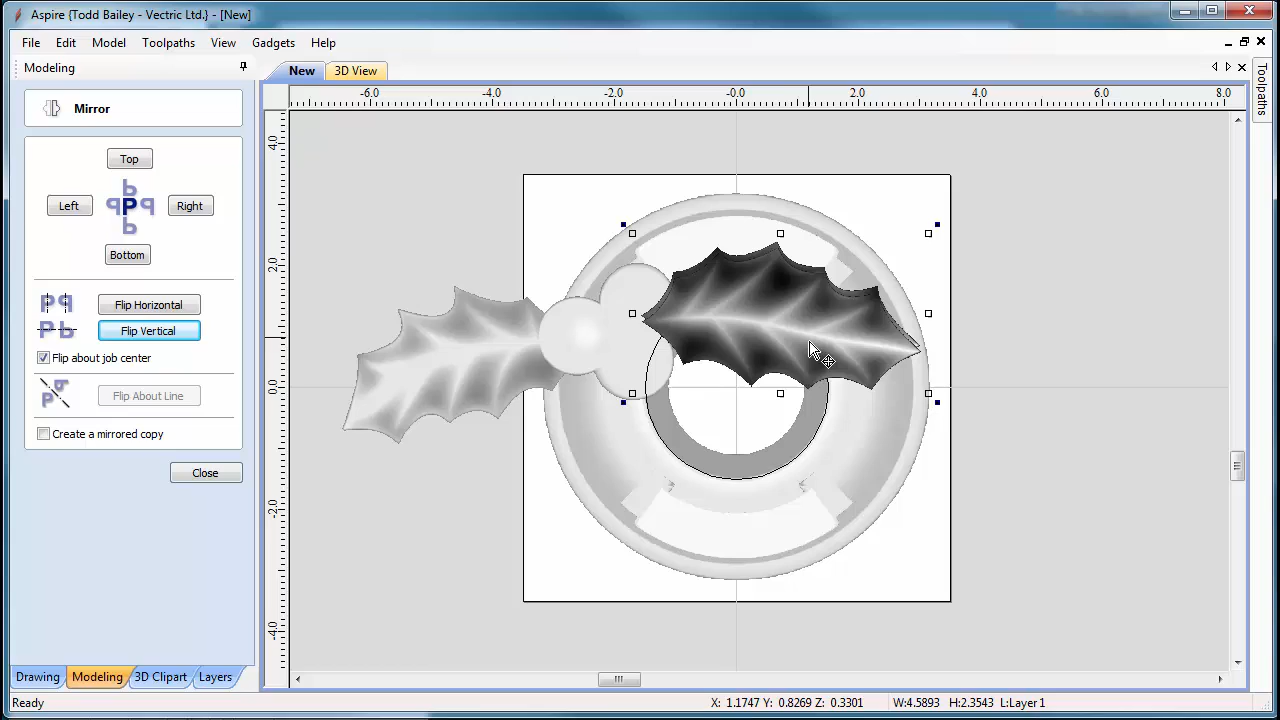 Aspire {Todd Bailey - Vectric Ltd.} - [New]
File Edit Model Toolpaths View Gadgets Help
Modeling
New 3D View
Toolpaths
Mirror
Top
Left
P
Right
Bottom
Flip Horizontal
Flip Vertical
Flip about job center
Flip About Line
Create a mirrored copy
Close
-6.0 -4.0 -2.0 -0.0 2.0 4.0 6.0 8.0
4.0
2.0
0.0
-2.0
-4.0
Drawing Modeling 3D Clipart Layers
Ready
X: 1.1747 Y: 0.8269 Z: 0.3301 W:4.5893 H:2.3543 L:Layer 1